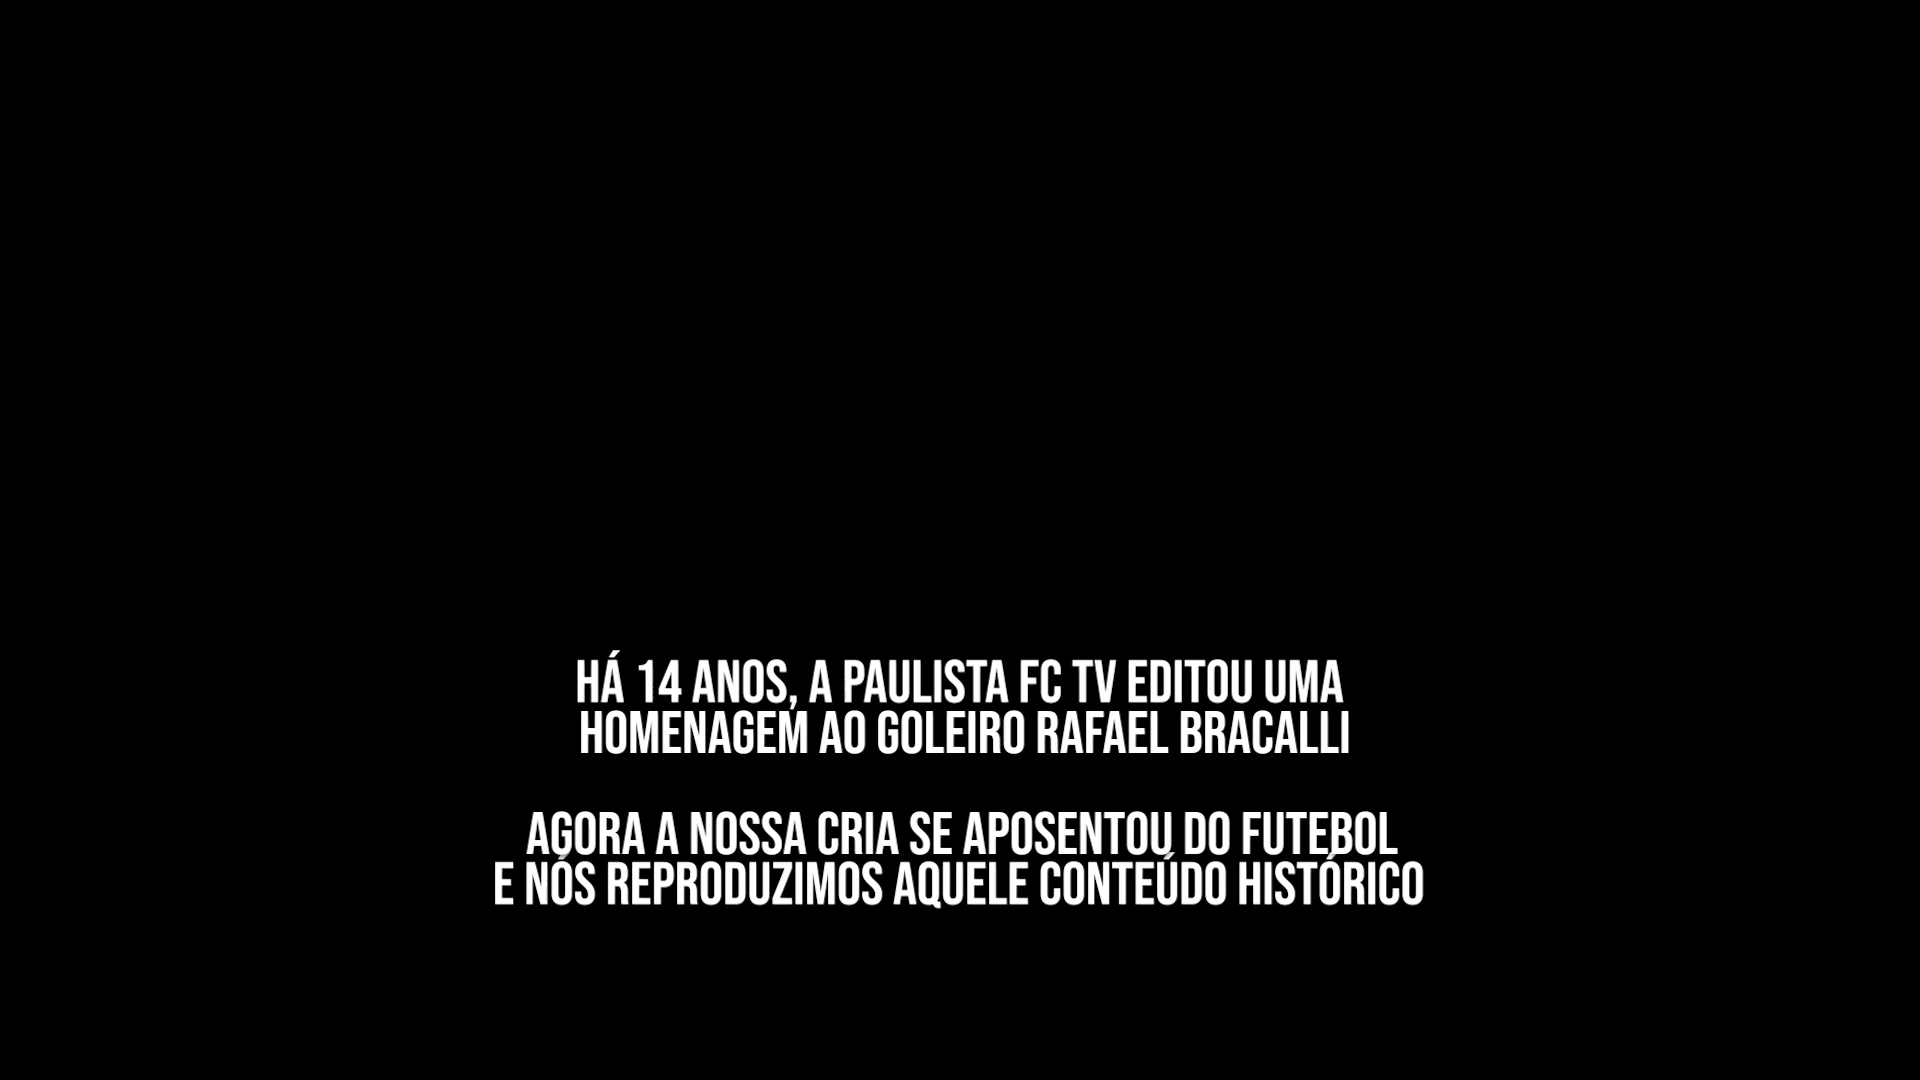 HÁ 14 ANOS, A PAULISTA FC TV EDITOU UMA
HOMENAGEM AO GOLEIRO RAFAEL BRACALLI
AGORA A NOSSA CRIA SE APOSENTOU DO FUTEBOL
E NÓS REPRODUZIMOS AQUELE CONTEÚDO HISTÓRICO